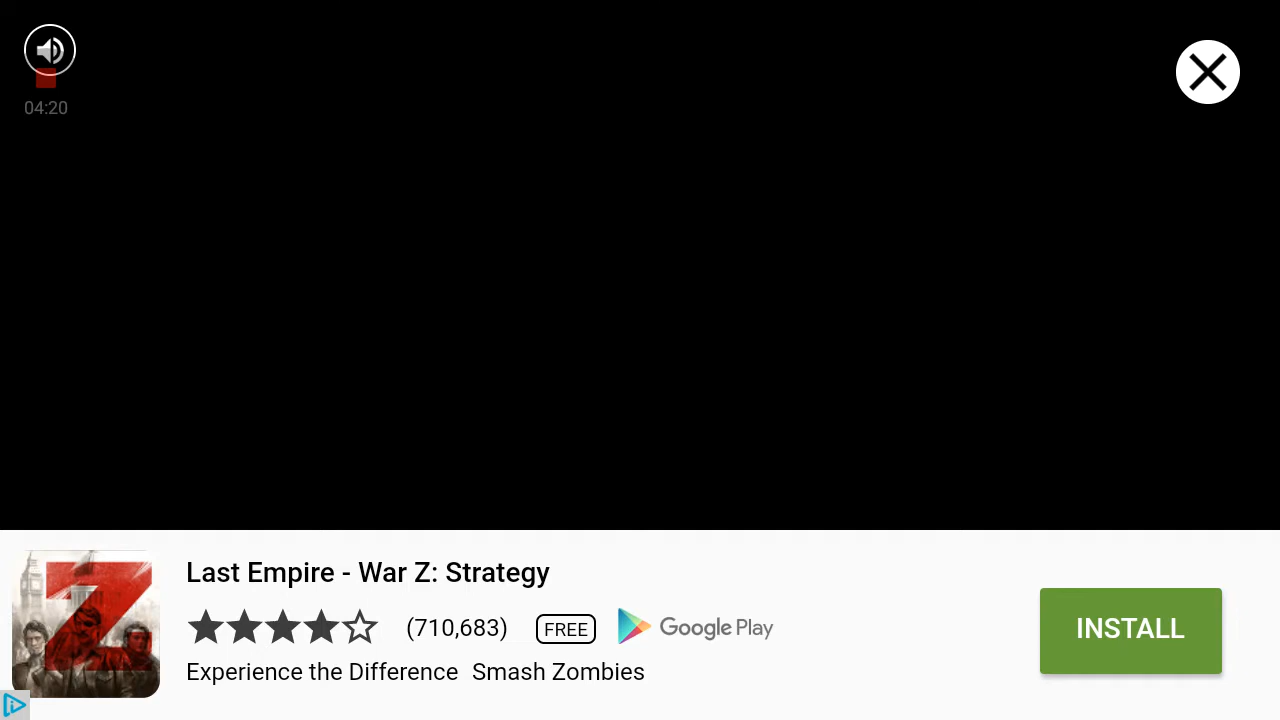 04:20
Last Empire - War Z: Strategy
(710,683) FREE Google Play
Experience the Difference Smash Zombies
INSTALL
Z